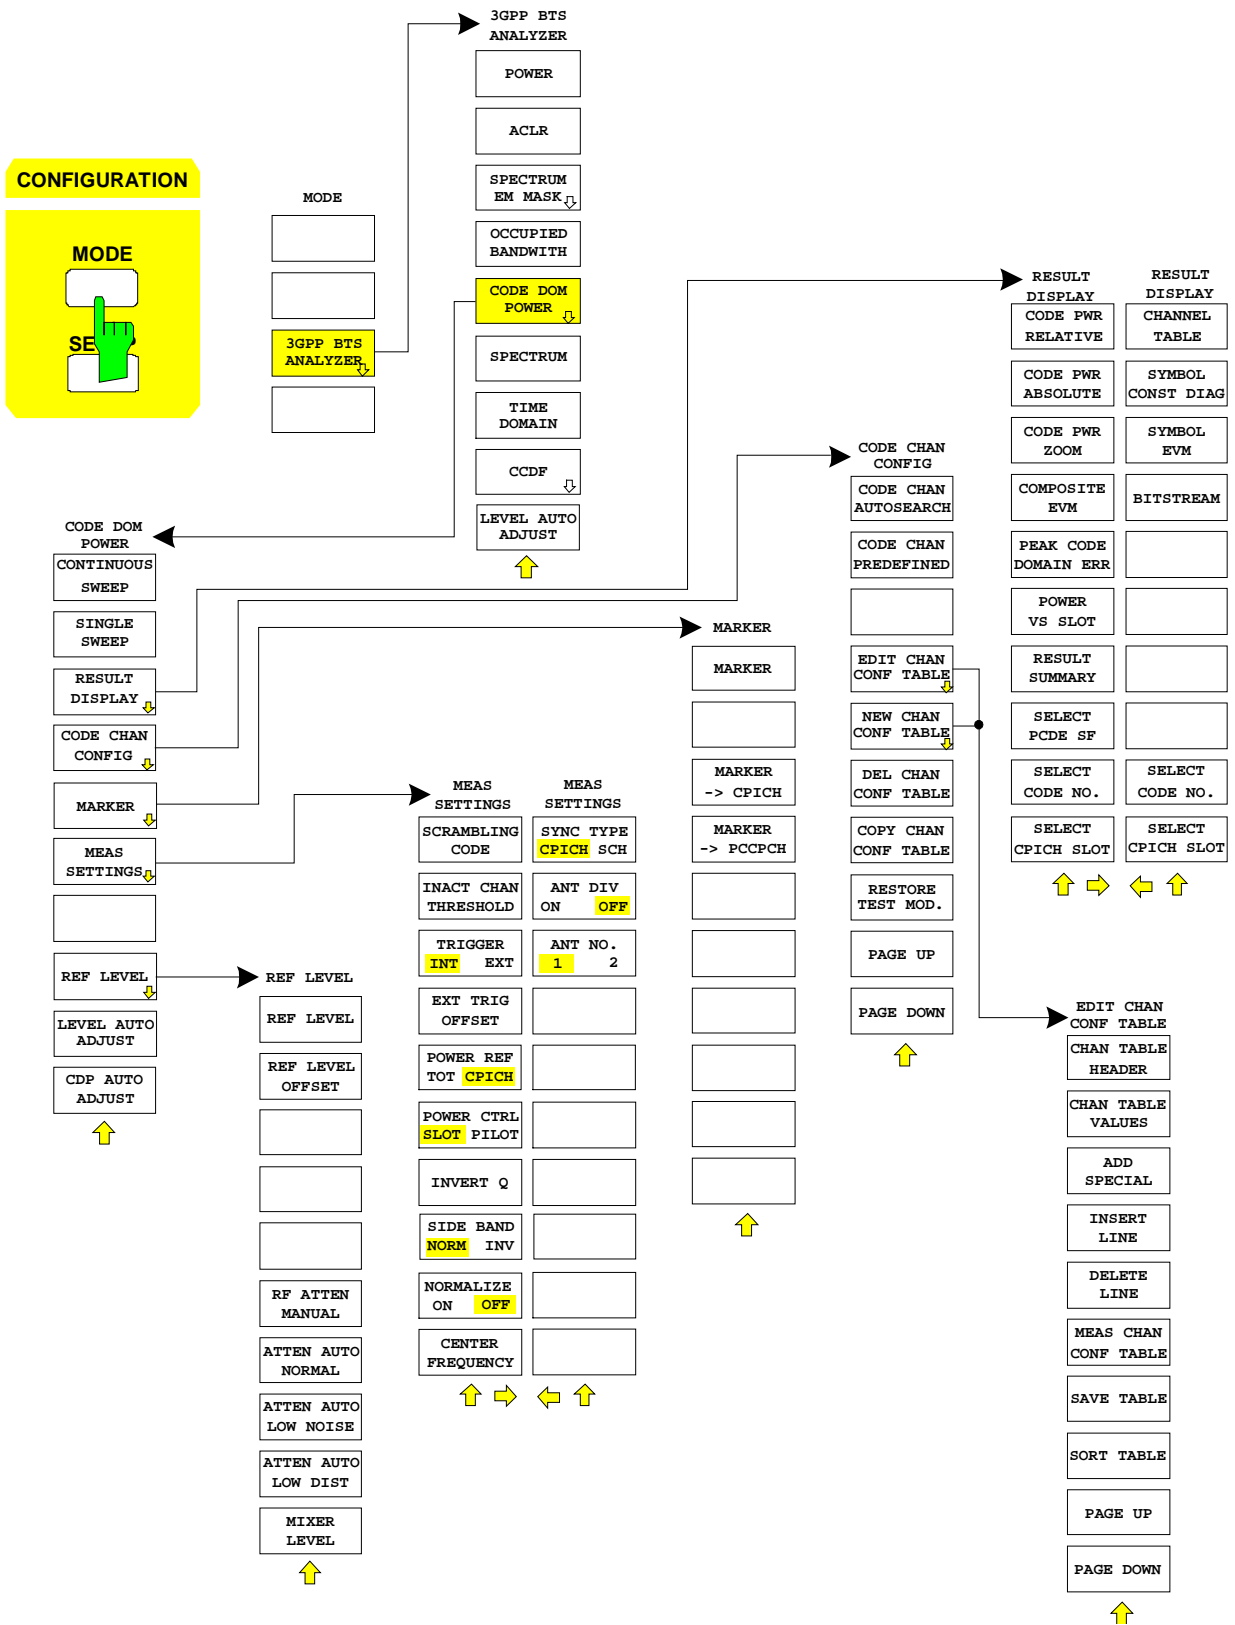 CONFIGURATION
MODE
SE
P
MODE
3GPP BTS
ANALYZER
3GPP BTS
ANALYZER
POWER
ACLR
SPECTRUM
EM MASK
OCCUPIED
BANDWITH
CODE DOM
POWER
SPECTRUM
TIME
DOMAIN
CCDF
LEVEL AUTO
ADJUST
CODE DOM
POWER
CONTINUOUS
SWEEP
SINGLE
SWEEP
RESULT
DISPLAY
CODE CHAN
CONFIG
MARKER
MEAS
SETTINGS
REF LEVEL
LEVEL AUTO
ADJUST
CDP AUTO
ADJUST
REF LEVEL
REF LEVEL
REF LEVEL
OFFSET
RF ATTEN
MANUAL
ATTEN AUTO
NORMAL
ATTEN AUTO
LOW NOISE
ATTEN AUTO
LOW DIST
MIXER
LEVEL
MEAS
SETTINGS
SCRAMBLING
CODE
INACT CHAN
THRESHOLD
TRIGGER
INT EXT
EXT TRIG
OFFSET
POWER REF
TOT CPICH
POWER CTRL
SLOT PILOT
INVERT Q
SIDE BAND
NORM INV
NORMALIZE
ON OFF
CENTER
FREQUENCY
MEAS
SETTINGS
SYNC TYPE
CPICH SCH
ANT DIV
ON OFF
ANT NO.
1 2
MARKER
MARKER
MARKER
-> CPICH
MARKER
-> PCCPCH
CODE CHAN
CONFIG
CODE CHAN
AUTOSEARCH
CODE CHAN
PREDEFINED
EDIT CHAN
CONF TABLE
NEW CHAN
CONF TABLE
DEL CHAN
CONF TABLE
COPY CHAN
CONF TABLE
RESTORE
TEST MOD.
PAGE UP
PAGE DOWN
RESULT
DISPLAY
CODE PWR
RELATIVE
CODE PWR
ABSOLUTE
CODE PWR
ZOOM
COMPOSITE
EVM
PEAK CODE
DOMAIN ERR
POWER
VS SLOT
RESULT
SUMMARY
SELECT
PCDE SF
SELECT
CODE NO.
SELECT
CPICH SLOT
RESULT
DISPLAY
CHANNEL
TABLE
SYMBOL
CONST DIAG
SYMBOL
EVM
BITSTREAM
SELECT
CODE NO.
SELECT
CPICH SLOT
EDIT CHAN
CONF TABLE
CHAN TABLE
HEADER
CHAN TABLE
VALUES
ADD
SPECIAL
INSERT
LINE
DELETE
LINE
MEAS CHAN
CONF TABLE
SAVE TABLE
SORT TABLE
PAGE UP
PAGE DOWN